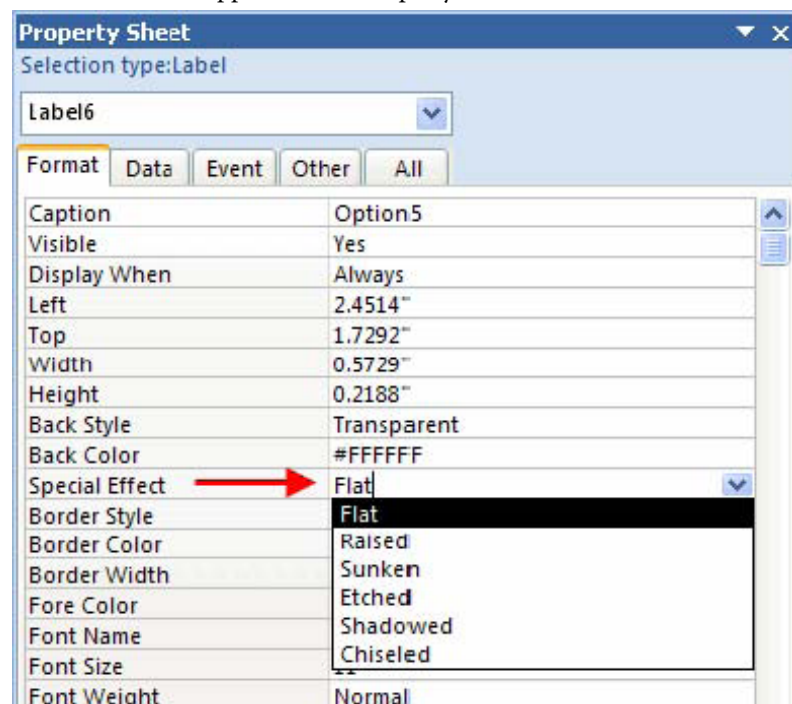 Property Sheet
Selection type:Label
Label6
Format Data Event Other All
Caption Option5
Visible Yes
Display When Always
Left 2.4514"
Top 1.7292"
Width 0.5729"
Height 0.2188"
Back Style Transparent
Back Color #FFFFFF
Special Effect Flat
Border Style Flat
Border Color Raised
Border Width Sunken
Fore Color Etched
Font Name Shadowed
Font Size Chiseled
Font Weight Normal